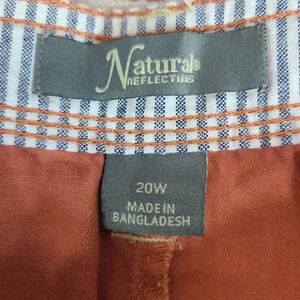 Natural®
REFLECTIONS
20W
MADE IN
BANGLADESH